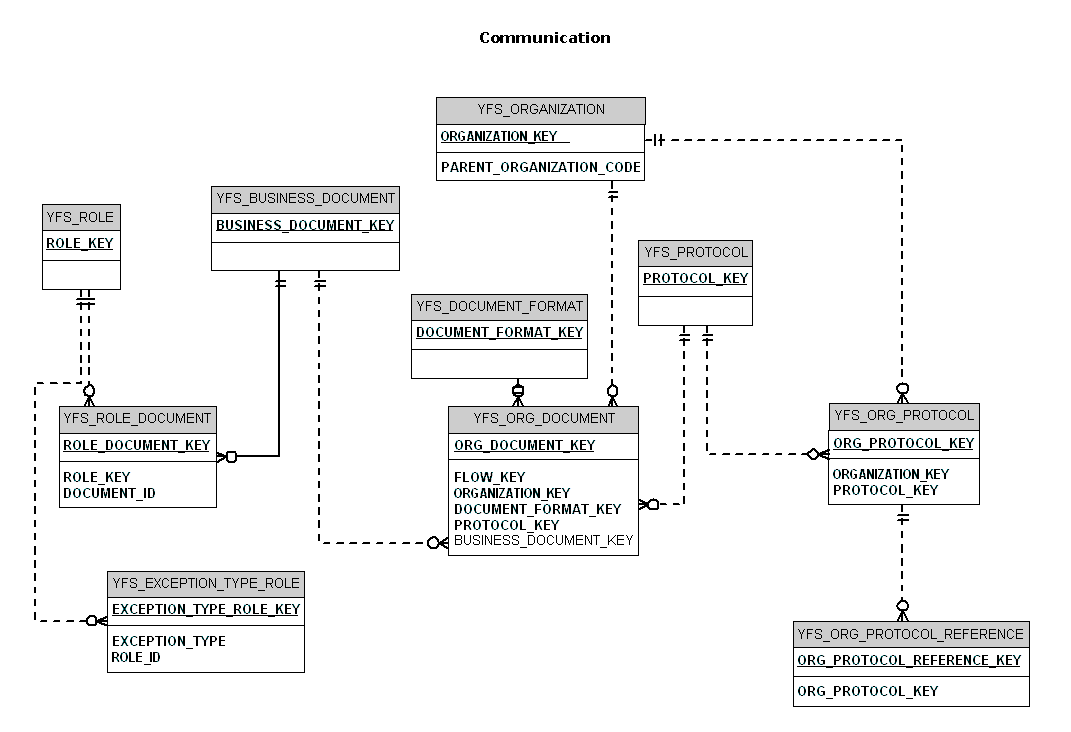 Communication
YFS_ORGANIZATION
ORGANIZATION_KEY
PARENT_ORGANIZATION_CODE
YFS_BUSINESS_DOCUMENT
BUSINESS_DOCUMENT_KEY
YFS_ROLE
ROLE_KEY
YFS_PROTOCOL
PROTOCOL_KEY
YFS_DOCUMENT_FORMAT
DOCUMENT_FORMAT_KEY
YFS_ROLE_DOCUMENT
ROLE_DOCUMENT_KEY
ROLE_KEY
DOCUMENT_ID
YFS_ORG_DOCUMENT
ORG_DOCUMENT_KEY
FLOW_KEY
ORGANIZATION_KEY
DOCUMENT_FORMAT_KEY
PROTOCOL_KEY
BUSINESS_DOCUMENT_KEY
YFS_ORG_PROTOCOL
ORG_PROTOCOL_KEY
ORGANIZATION_KEY
PROTOCOL_KEY
YFS_EXCEPTION_TYPE_ROLE
EXCEPTION_TYPE_ROLE_KEY
EXCEPTION_TYPE
ROLE_ID
YFS_ORG_PROTOCOL_REFERENCE
ORG_PROTOCOL_REFERENCE_KEY
ORG_PROTOCOL_KEY